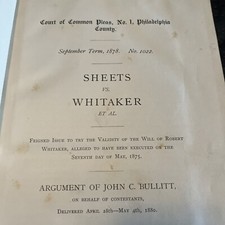 Court of Common Pleas, No. 1, Philadelphia
County.
September Term, 1878. No. 1022.
SHEETS
VS.
WHITAKER
ET AL.
Feigned Issue to try the Validity of the Will of Robert
Whitaker, alleged to have been executed on the
Seventh day of May, 1875.
ARGUMENT OF JOHN C. BULLITT,
ON BEHALF OF CONTESTANTS,
Delivered April 28th–May 4th, 1880.